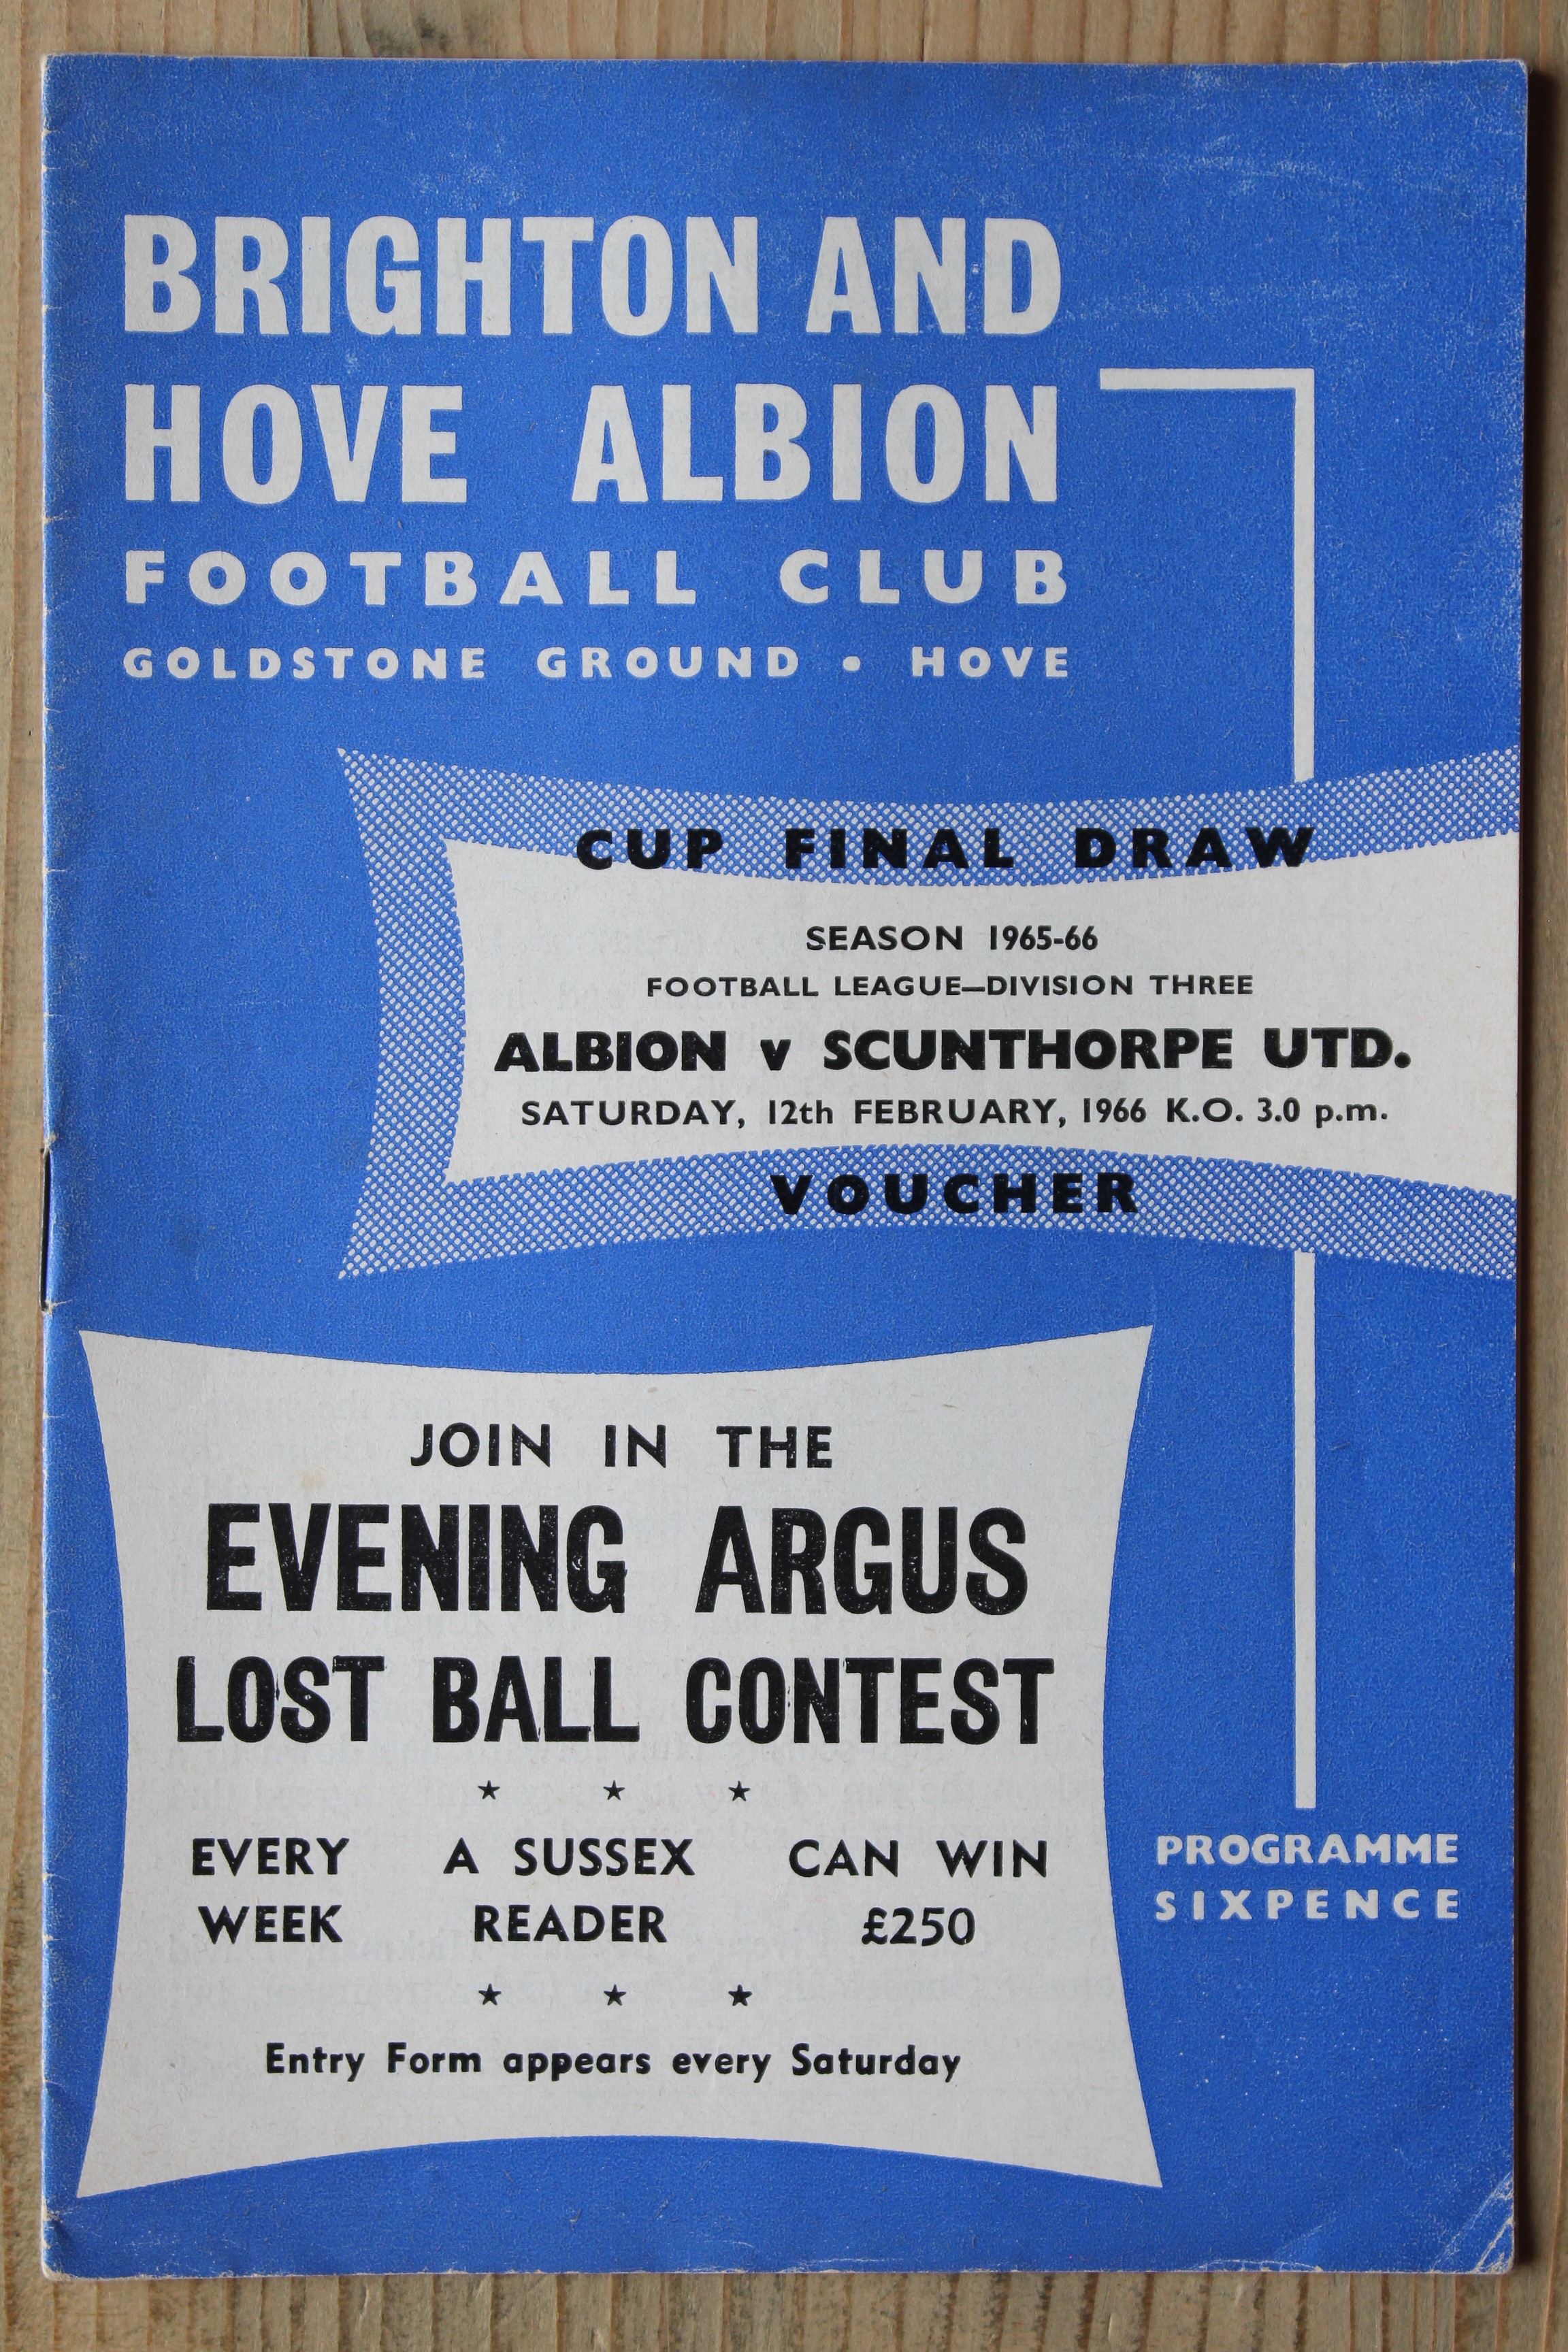 BRIGHTON AND
HOVE ALBION
FOOTBALL CLUB
GOLDSTONE GROUND • HOVE
CUP FINAL DRAW
SEASON 1965-66
FOOTBALL LEAGUE—DIVISION THREE
ALBION v SCUNTHORPE UTD.
SATURDAY, 12th FEBRUARY, 1966 K.O. 3.0 p.m.
VOUCHER
JOIN IN THE
EVENING ARGUS
LOST BALL CONTEST
★ ★ ★
EVERY A SUSSEX CAN WIN
WEEK READER £250
★ ★ ★
Entry Form appears every Saturday
PROGRAMME
SIXPENCE